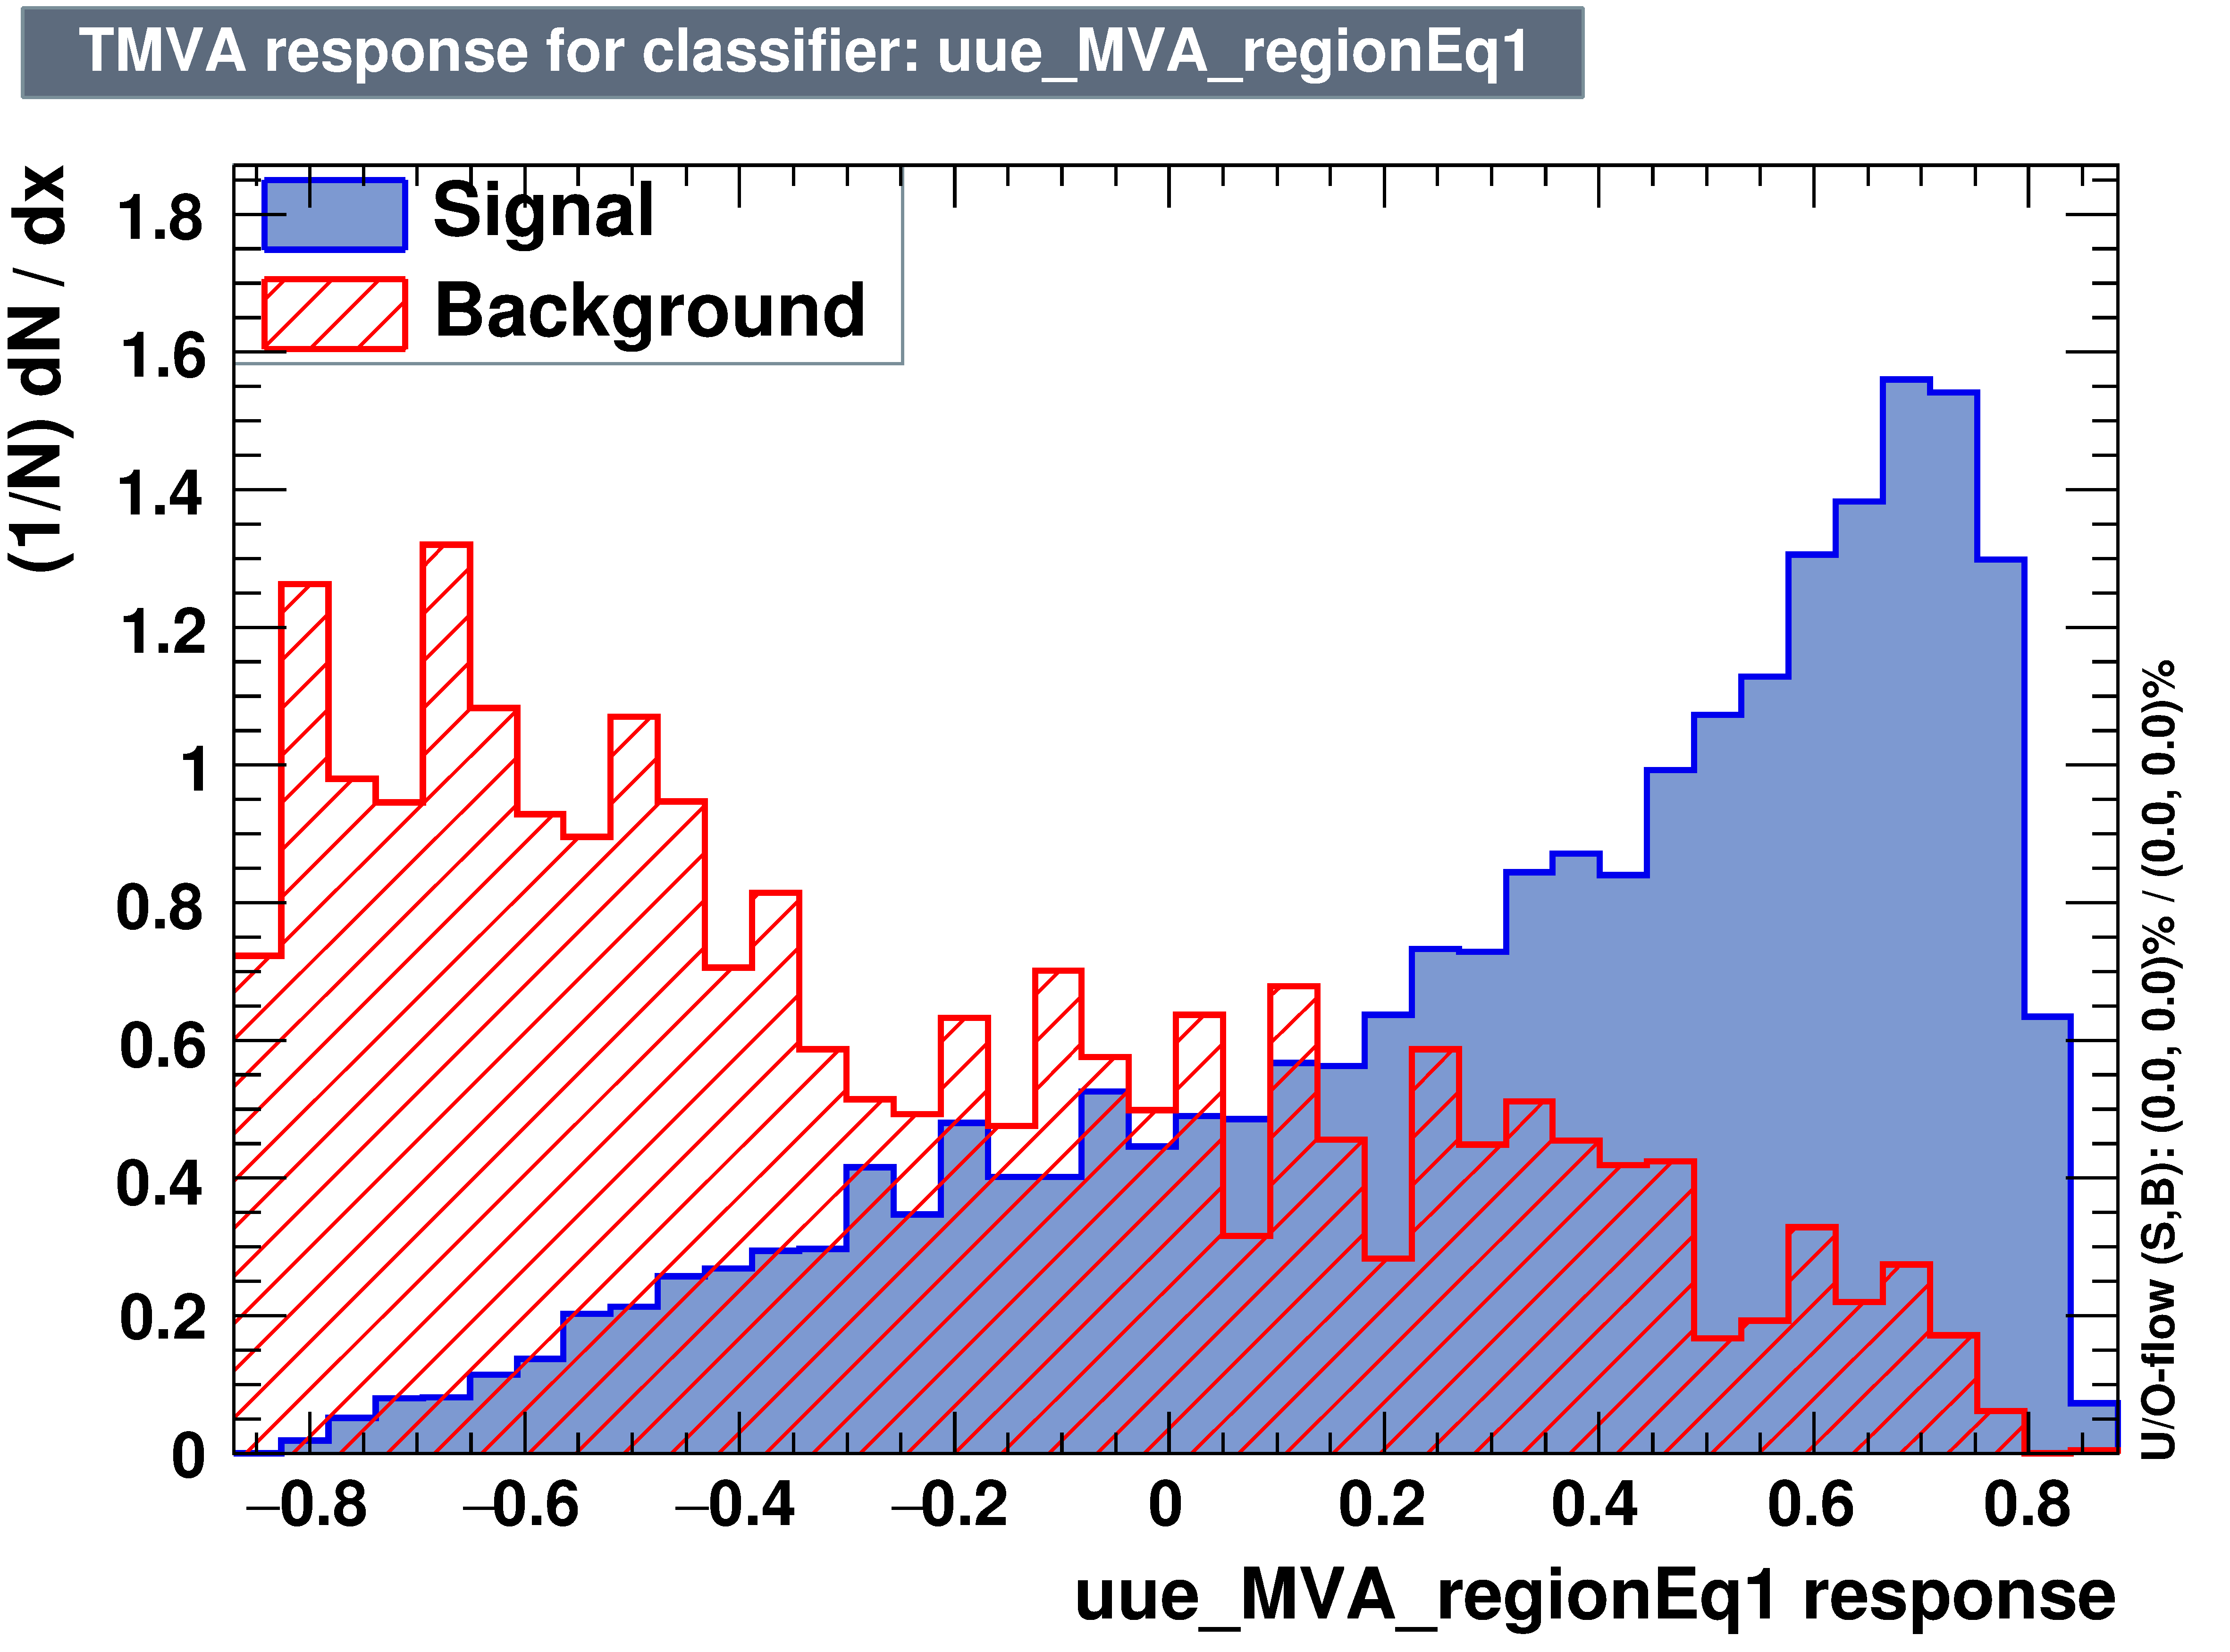 TMVA response for classifier: uue_MVA_regionEq1
(1/N) dN / dx
Signal
Background
1.8
1.6
1.4
1.2
1
0.8
0.6
0.4
0.2
0
−0.8 −0.6 −0.4 −0.2 0 0.2 0.4 0.6 0.8
uue_MVA_regionEq1 response
U/O-flow (S,B): (0.0, 0.0)% / (0.0, 0.0)%